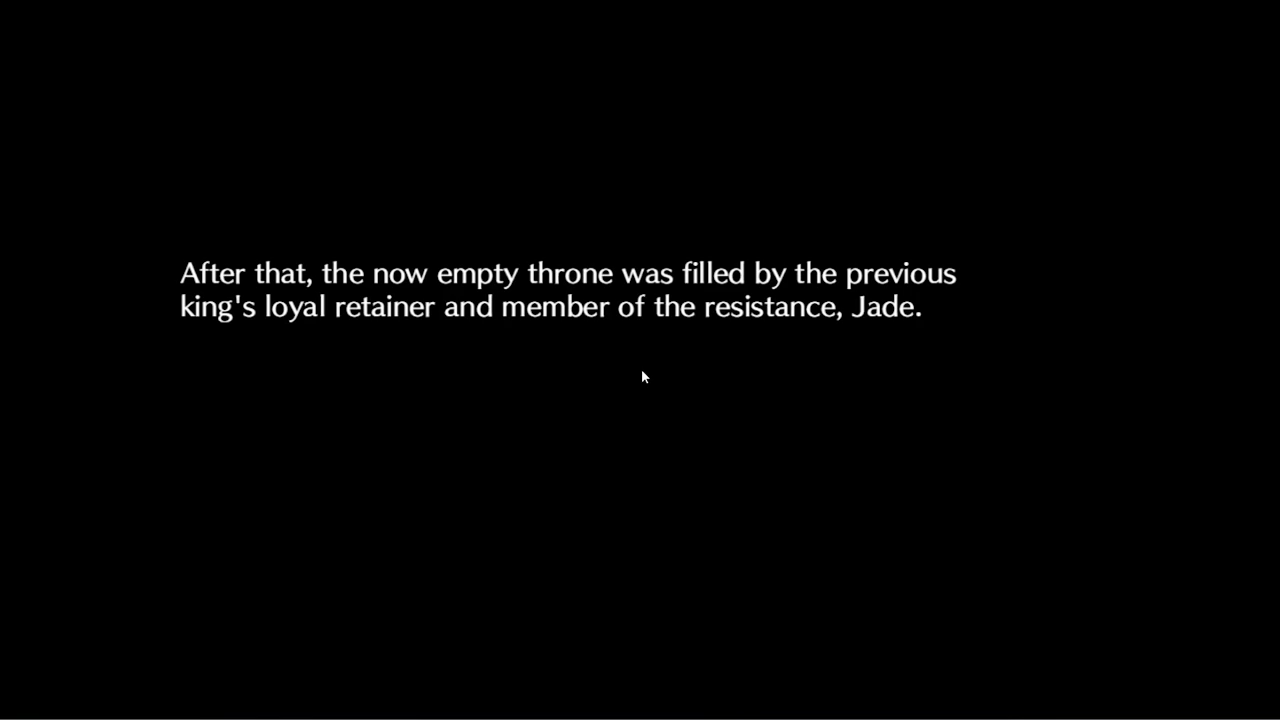 After that, the now empty throne was filled by the previous
king's loyal retainer and member of the resistance, Jade.